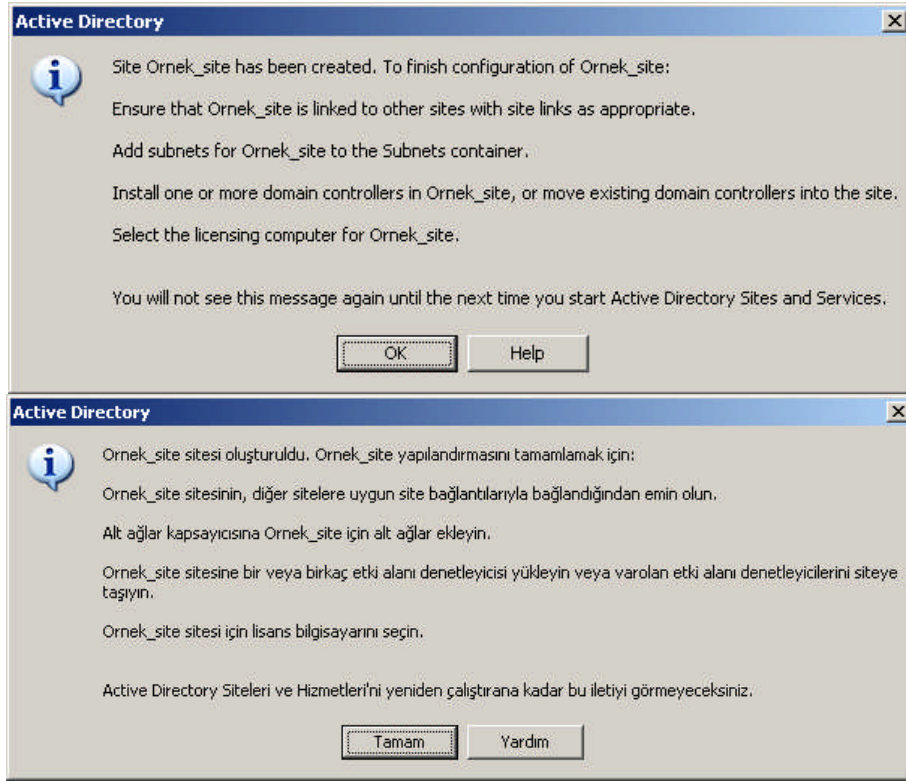 Active Directory
Site Ornek_site has been created. To finish configuration of Ornek_site:
Ensure that Ornek_site is linked to other sites with site links as appropriate.
Add subnets for Ornek_site to the Subnets container.
Install one or more domain controllers in Ornek_site, or move existing domain controllers into the site.
Select the licensing computer for Ornek_site.
You will not see this message again until the next time you start Active Directory Sites and Services.
OK
Help
Active Directory
Ornek_site sitesi oluşturuldu. Ornek_site yapılandırmasını tamamlamak için:
Ornek_site sitesinin, diğer sitelere uygun site bağlantılarıyla bağlandığından emin olun.
Alt ağlar kapsayıcısına Ornek_site için alt ağlar ekleyin.
Ornek_site sitesine bir veya birkaç etki alanı denetleyicisi yükleyin veya varolan etki alanı denetleyicilerini siteye
taşıyın.
Ornek_site sitesi için lisans bilgisayarını seçin.
Active Directory Siteleri ve Hizmetleri'ni yeniden çalıştırana kadar bu iletiyi görmeyeceksiniz.
Tamam
Yardım